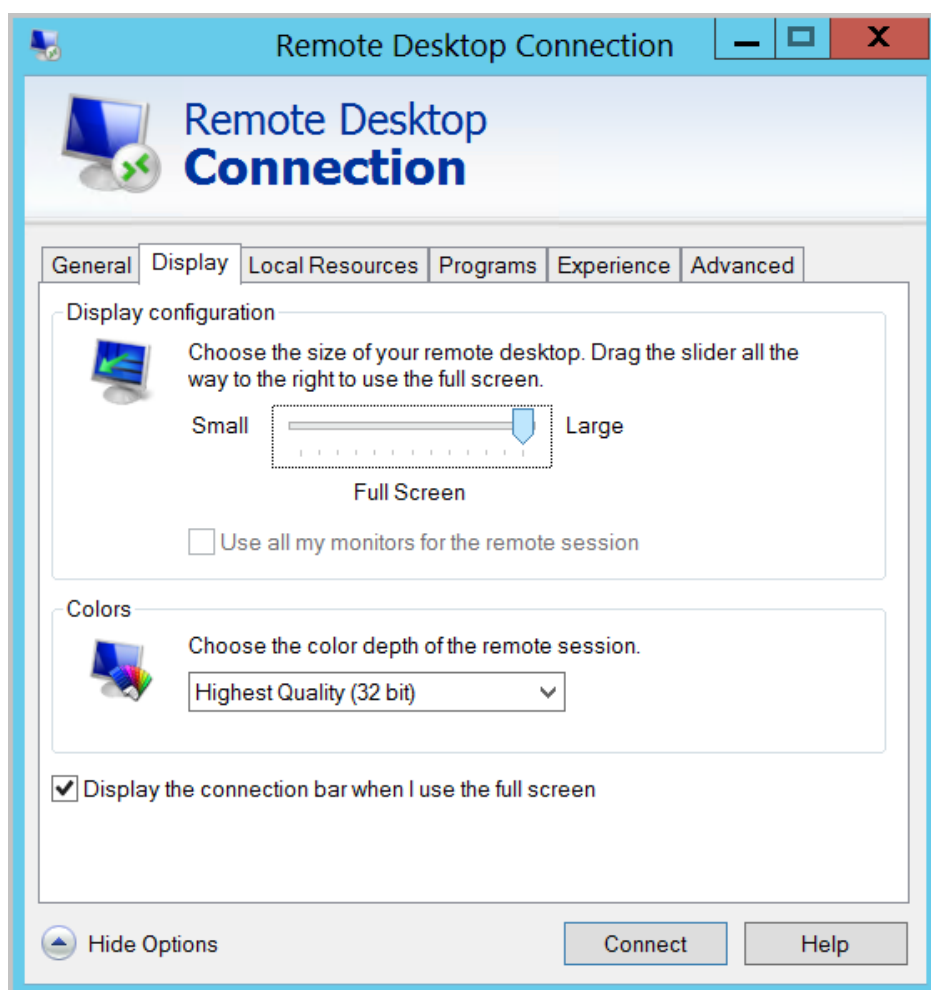 Remote Desktop Connection
X
Remote Desktop
Connection
General Display Local Resources Programs Experience Advanced
Display configuration
Choose the size of your remote desktop. Drag the slider all the
way to the right to use the full screen.
Small Large
Full Screen
Use all my monitors for the remote session
Colors
Choose the color depth of the remote session.
Highest Quality (32 bit)
Display the connection bar when I use the full screen
Hide Options Connect Help